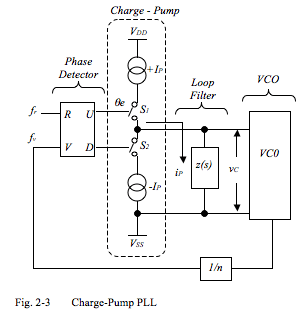 Charge - Pump
VDD
Phase
Detector
+IP
Loop
Filter
VCO
θe
fr
R U
S1
fv
V D
S2
iP
z(s)
vC
VC0
-IP
VSS
1/n
Fig. 2-3 Charge-Pump PLL